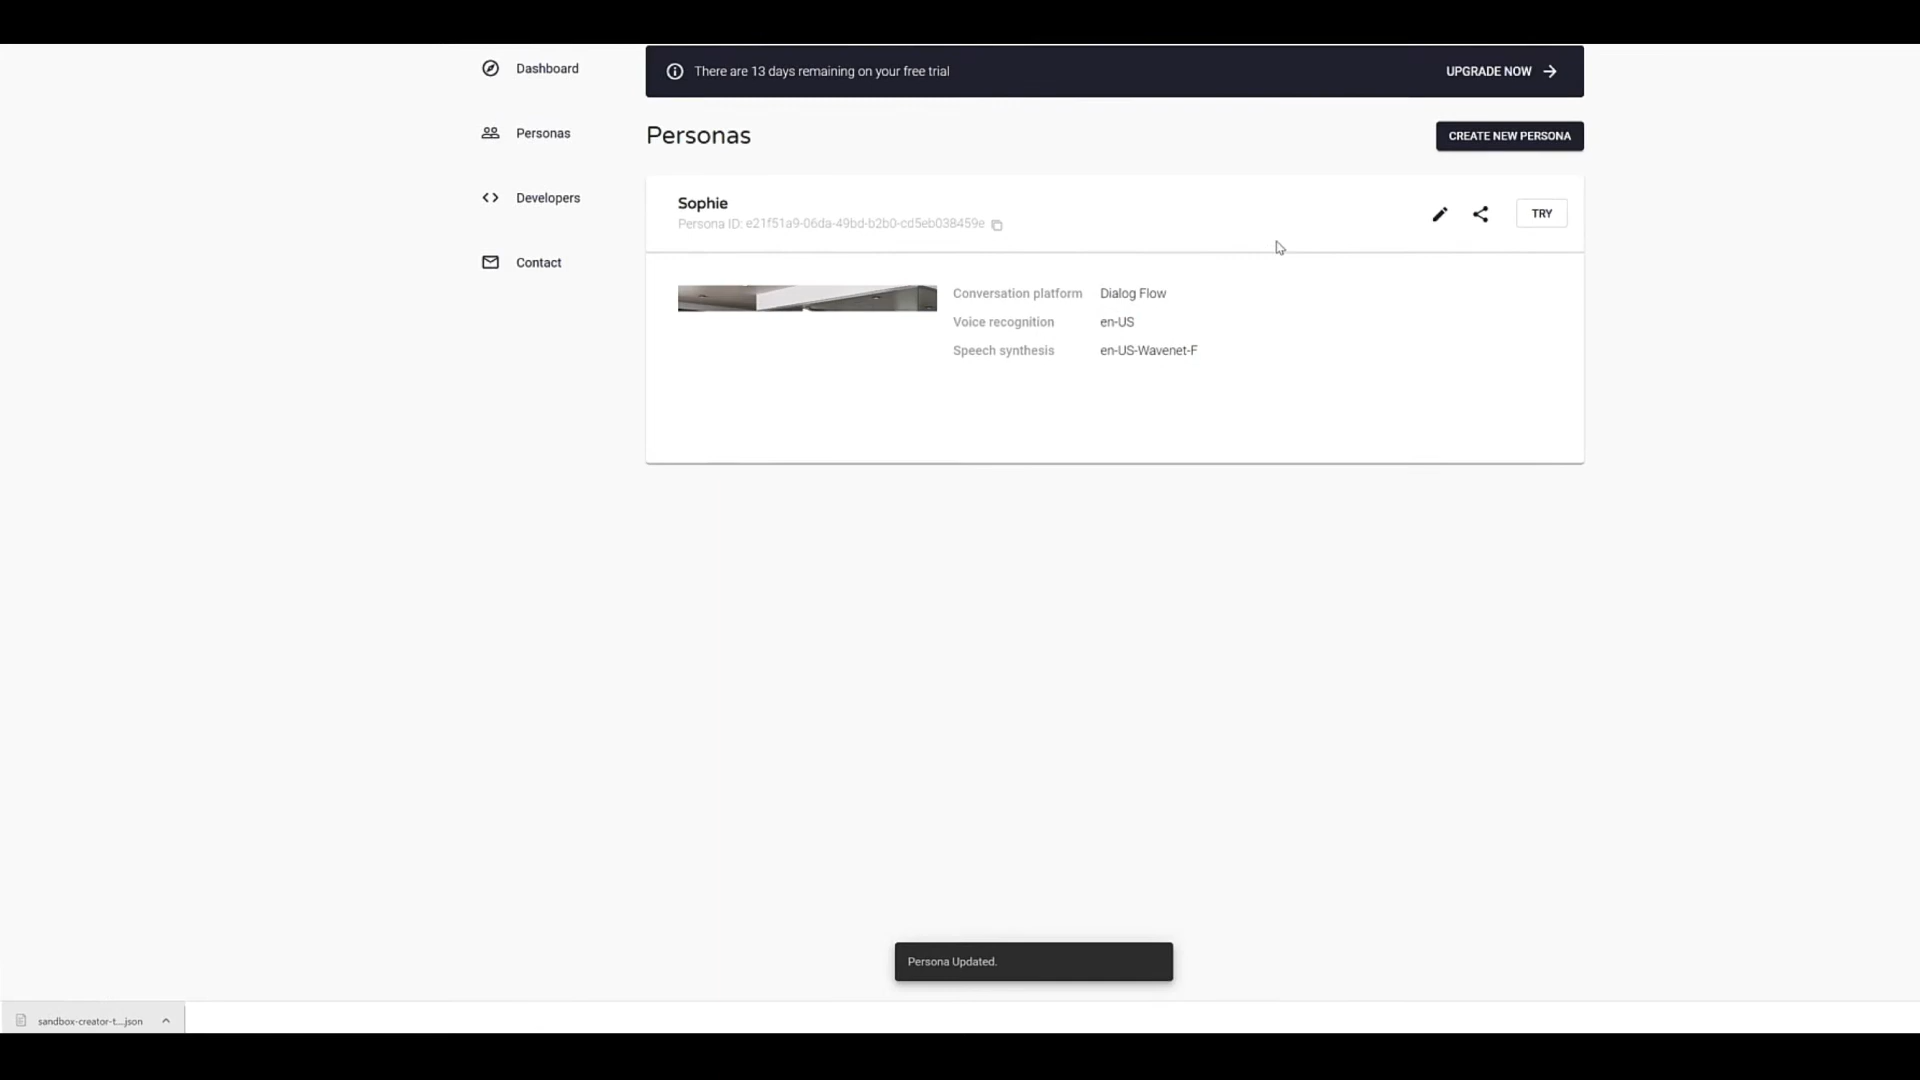 Dashboard
Personas
Developers
Contact
There are 13 days remaining on your free trial
UPGRADE NOW
Personas
CREATE NEW PERSONA
Sophie
Persona ID: e21f51a9-06da-49bd-b2b0-cd5eb038459e
TRY
Conversation platform Dialog Flow
Voice recognition en-US
Speech synthesis en-US-Wavenet-F
Persona Updated.
sandbox-creator-t....json